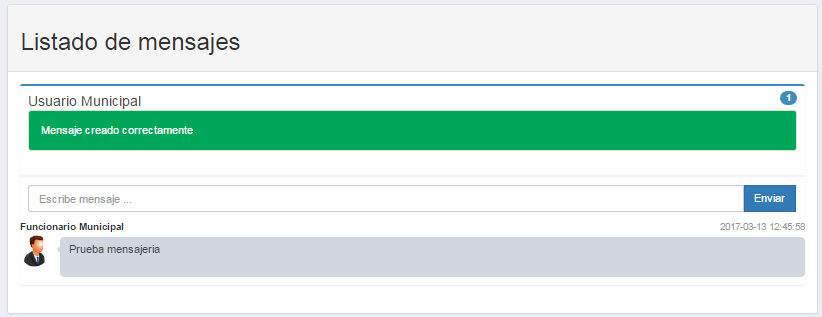 Listado de mensajes
Usuario Municipal
1
Mensaje creado correctamente
Escribe mensaje ...
Enviar
Funcionario Municipal
2017-03-13 12:45:58
Prueba mensajeria